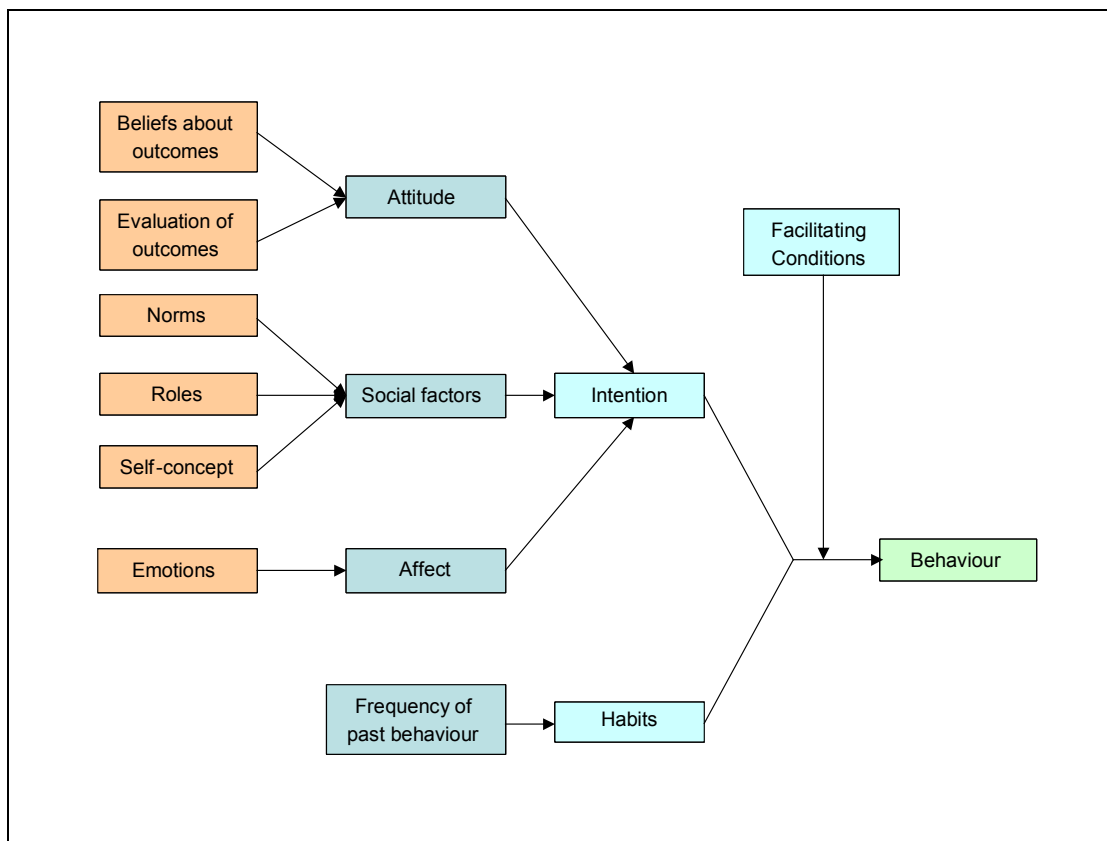 Beliefs about
outcomes
Evaluation of
outcomes
Norms
Roles
Self-concept
Emotions
Attitude
Social factors
Affect
Frequency of
past behaviour
Intention
Habits
Facilitating
Conditions
Behaviour